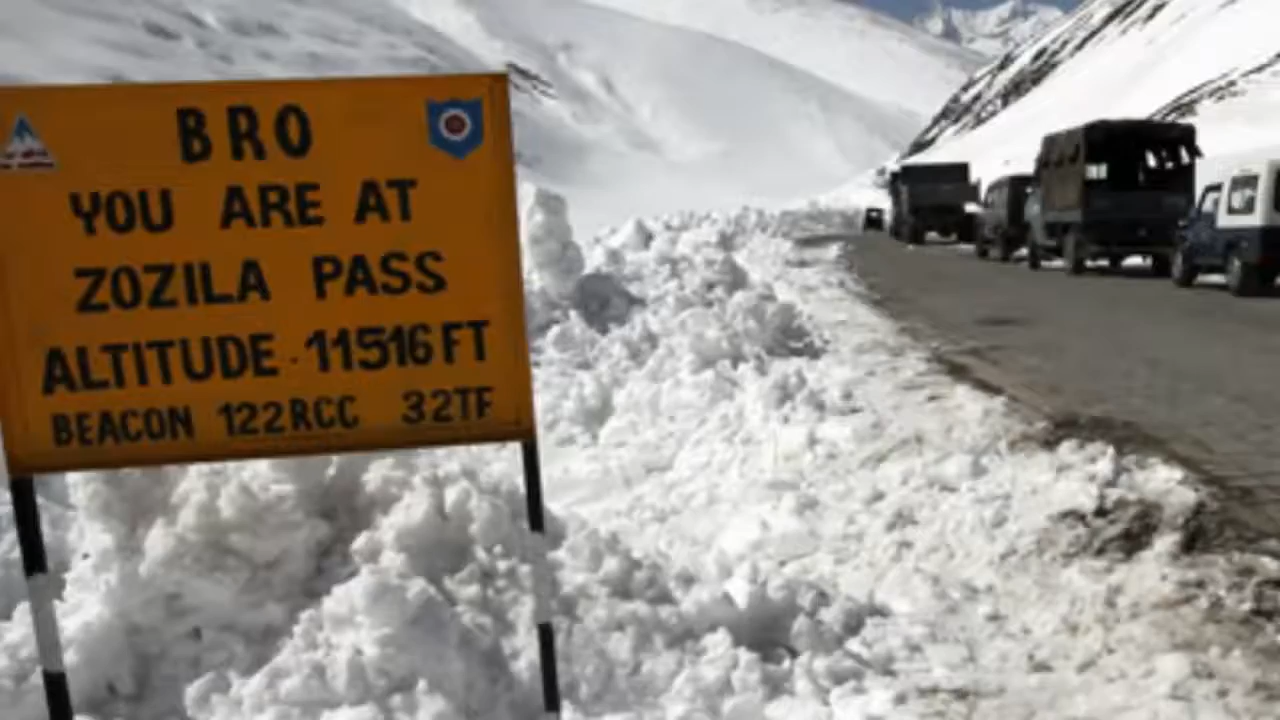 BRO
YOU ARE AT
ZOZILA PASS
ALTITUDE 11516 FT
BEACON 122RCC 32TF